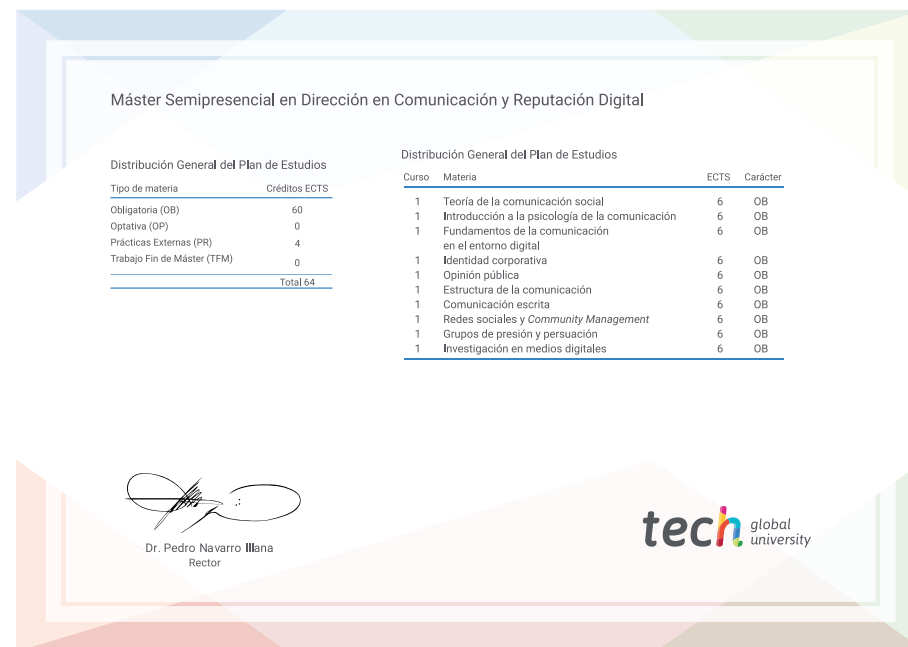 Máster Semipresencial en Dirección en Comunicación y Reputación Digital
Distribución General del Plan de Estudios
Tipo de materia Créditos ECTS
Obligatoria (OB) 60
Optativa (OP) 0
Prácticas Externas (PR) 4
Trabajo Fin de Máster (TFM) 0
Total 64
Distribución General del Plan de Estudios
Curso Materia ECTS Carácter
1 Teoría de la comunicación social 6 OB
1 Introducción a la psicología de la comunicación 6 OB
1 Fundamentos de la comunicación 6 OB
en el entorno digital
1 Identidad corporativa 6 OB
1 Opinión pública 6 OB
1 Estructura de la comunicación 6 OB
1 Comunicación escrita 6 OB
1 Redes sociales y Community Management 6 OB
1 Grupos de presión y persuación 6 OB
1 Investigación en medios digitales 6 OB
Dr. Pedro Navarro Illana
Rector
tech global
university